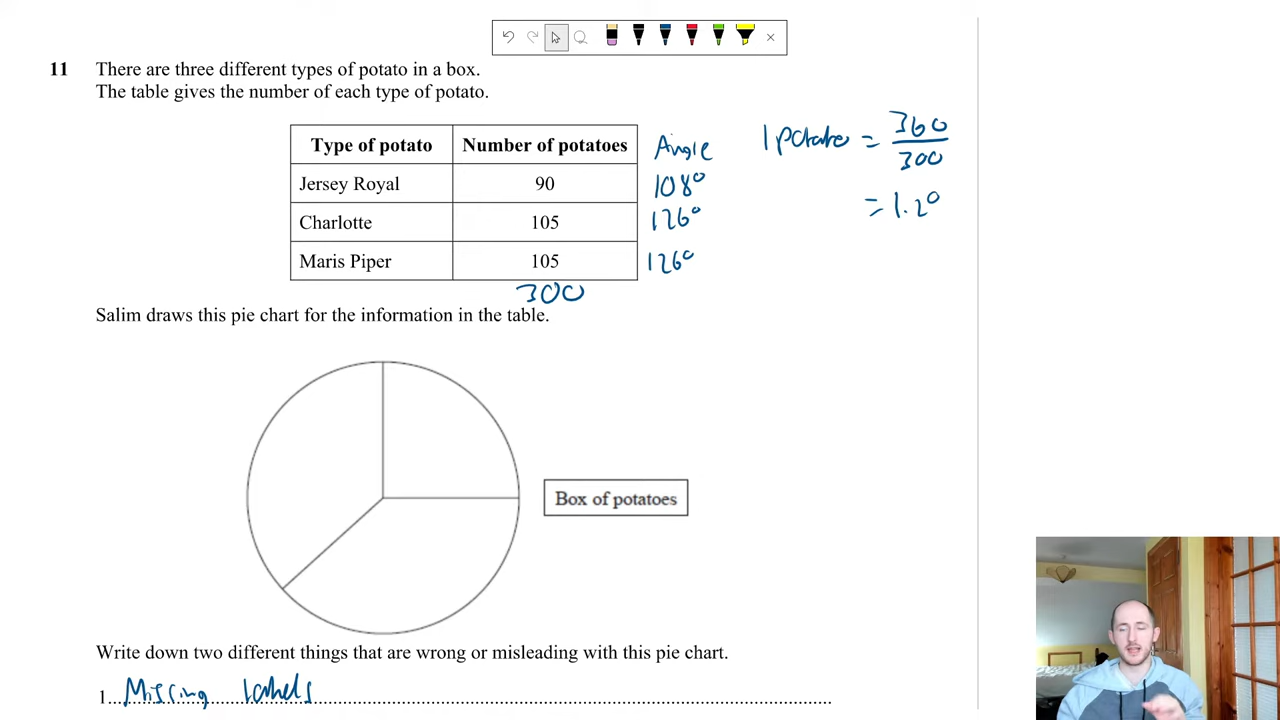 11 There are three different types of potato in a box.
The table gives the number of each type of potato.
Type of potato Number of potatoes Angle
Jersey Royal 90 108°
Charlotte 105 126°
Maris Piper 105 126°
300
1 potato = 360/300
= 1.2°
Salim draws this pie chart for the information in the table.
Box of potatoes
Write down two different things that are wrong or misleading with this pie chart.
1 Missing labels